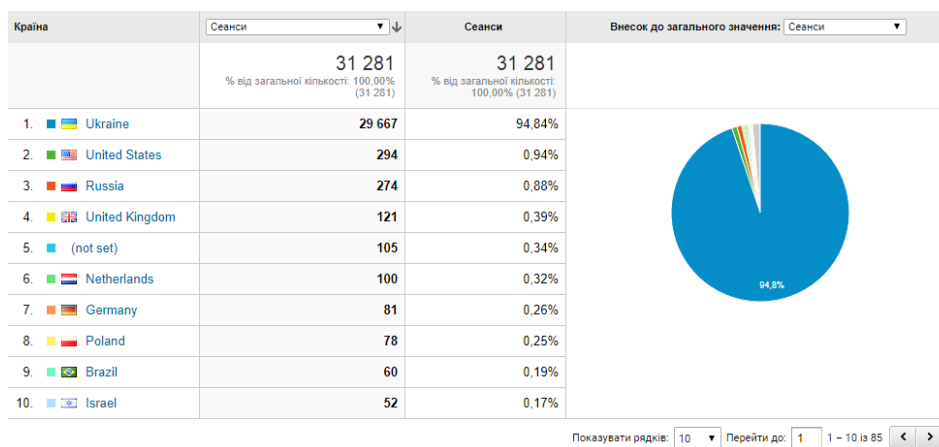 Країна Сеанси Сеанси Внесок до загального значення: Сеанси
31 281 31 281
% від загальної кількості: 100,00% % від загальної кількості:
(31 281) 100,00% (31 281)
1. Ukraine 29 667 94,84%
2. United States 294 0,94%
3. Russia 274 0,88%
4. United Kingdom 121 0,39%
5. (not set) 105 0,34%
6. Netherlands 100 0,32%
7. Germany 81 0,26%
8. Poland 78 0,25%
9. Brazil 60 0,19%
10. Israel 52 0,17%
94,8%
Показувати рядків: 10 Перейти до: 1 1 – 10 із 85